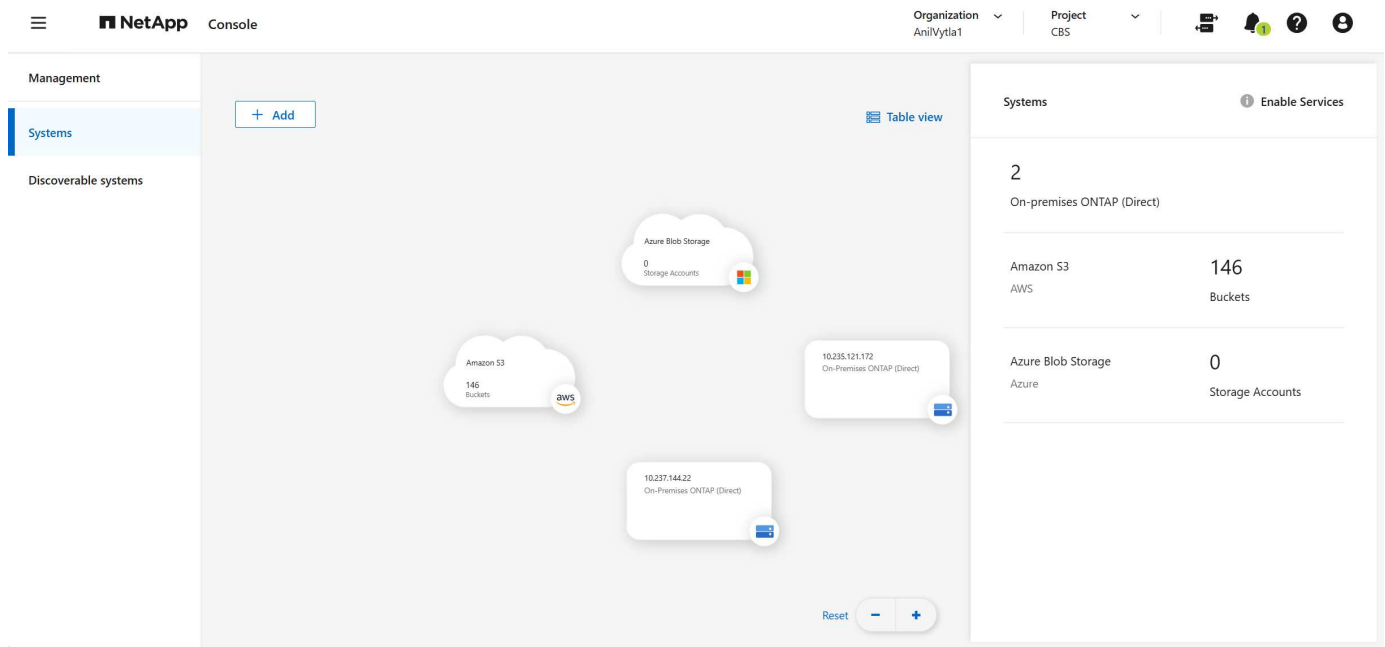 NetApp Console
Organization
AnilVytla1
Project
CBS
1
Management
Systems
Discoverable systems
+ Add
Table view
Azure Blob Storage
0
Storage Accounts
Amazon S3
146
Buckets
aws
10.235.121.172
On-Premises ONTAP (Direct)
10.237.144.22
On-Premises ONTAP (Direct)
Reset
Systems
Enable Services
2
On-premises ONTAP (Direct)
Amazon S3
AWS
146
Buckets
Azure Blob Storage
Azure
0
Storage Accounts